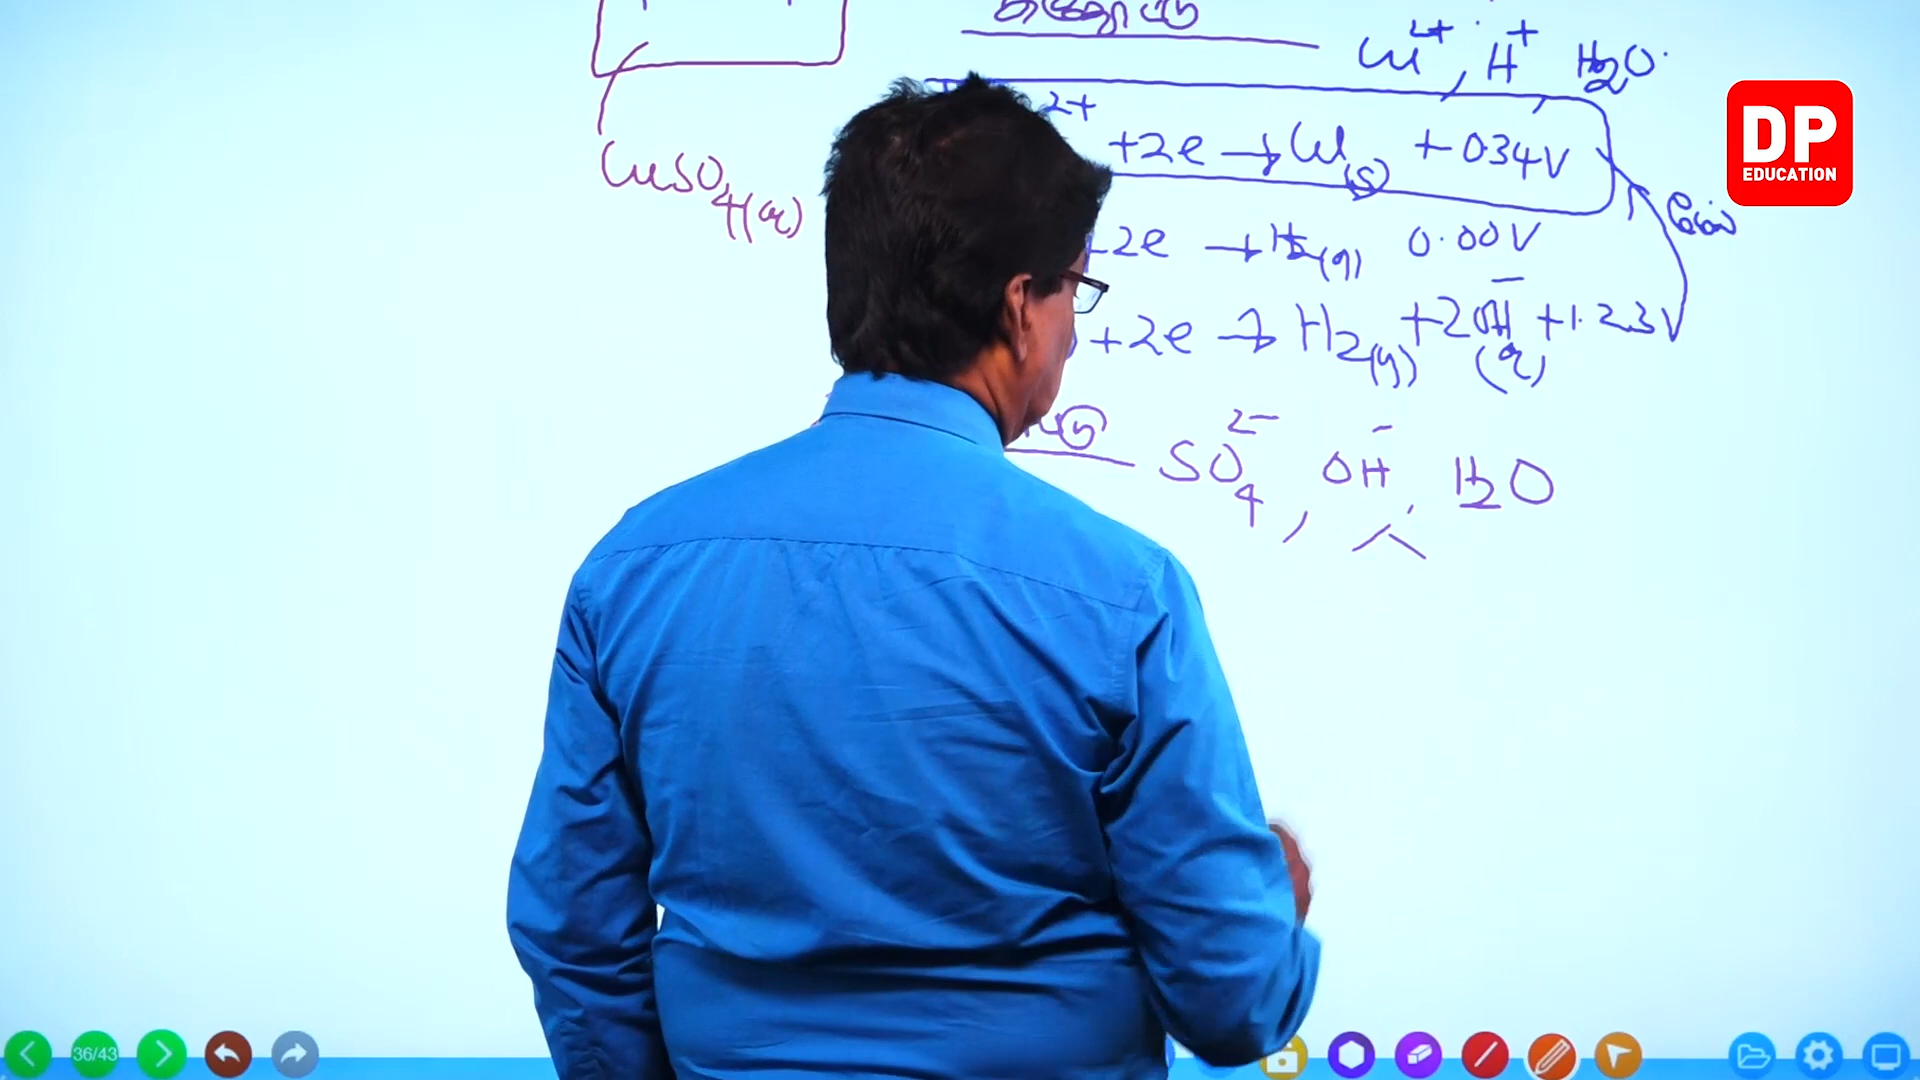 Cu²⁺, H⁺ H₂O
2+ +2e → Cu(s) +0.34V
+2e → H₂(g) 0.00V
+2e → H₂(g) + 2OH⁻(aq) +1.23V
CuSO₄(aq)
SO₄²⁻, OH⁻, H₂O
DP
EDUCATION
36/43